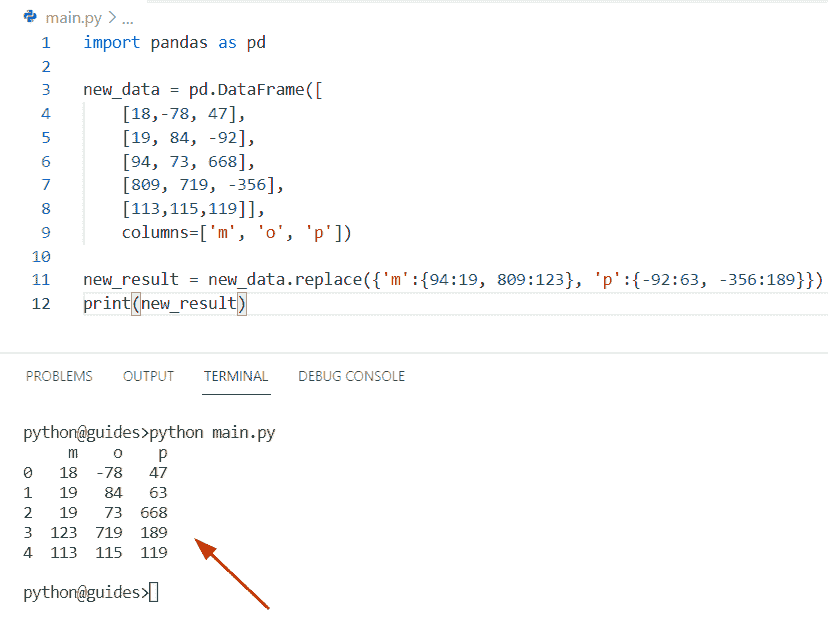 main.py > ...
1 import pandas as pd
2
3 new_data = pd.DataFrame([
4     [18,-78, 47],
5     [19, 84, -92],
6     [94, 73, 668],
7     [809, 719, -356],
8     [113,115,119]],
9     columns=['m', 'o', 'p'])
10
11 new_result = new_data.replace({'m':{94:19, 809:123}, 'p':{-92:63, -356:189}})
12 print(new_result)
PROBLEMS OUTPUT TERMINAL DEBUG CONSOLE
python@guides>python main.py
     m    o    p
0   18  -78   47
1   19   84   63
2   19   73  668
3  123  719  189
4  113  115  119
python@guides>